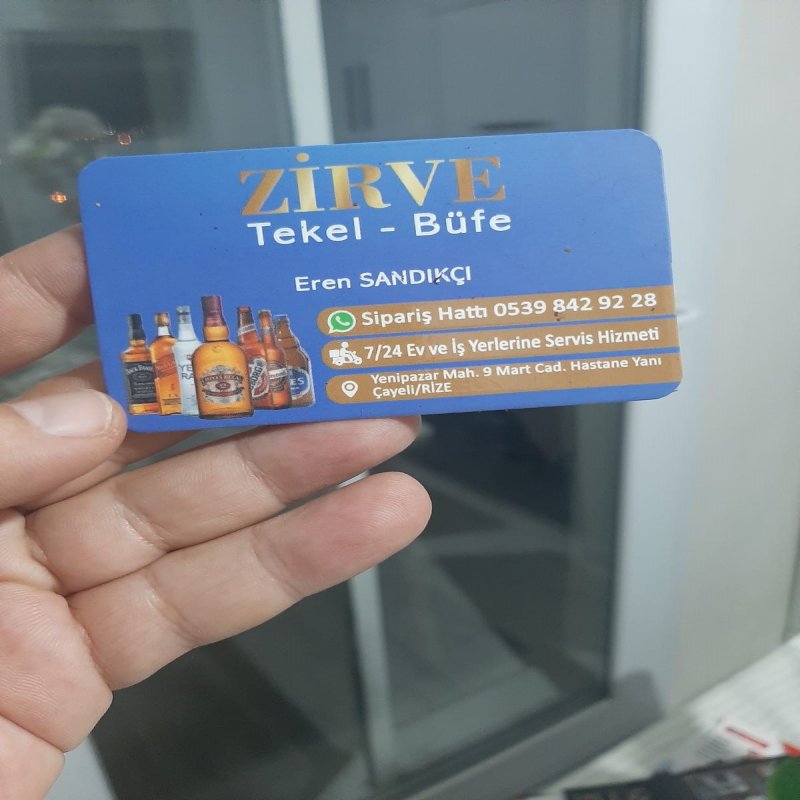 ZİRVE
Tekel - Büfe
Eren SANDIKÇI
Sipariş Hattı 0539 842 92 28
7/24 Ev ve İş Yerlerine Servis Hizmeti
Yenipazar Mah. 9 Mart Cad. Hastane Yanı
Çayeli/RİZE